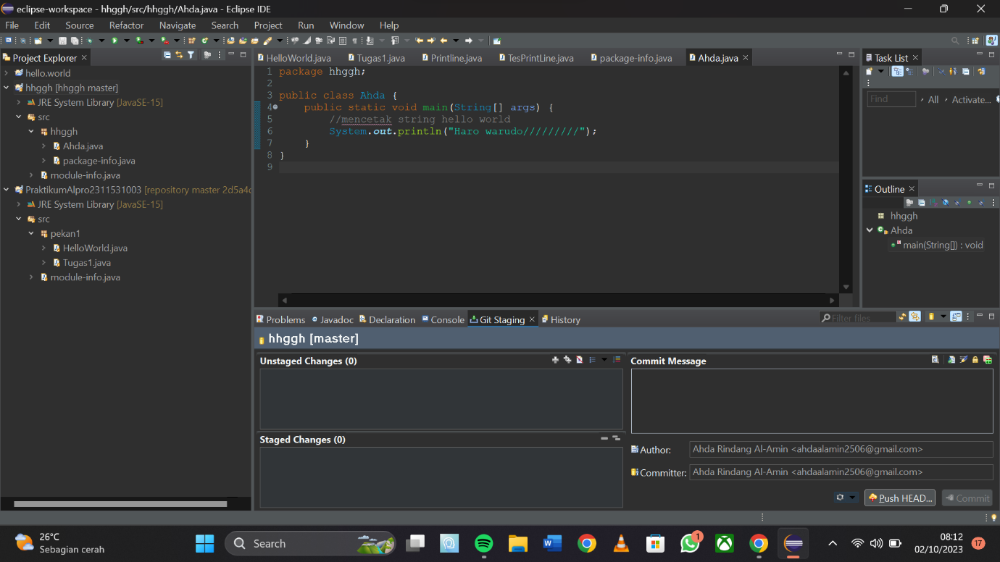 eclipse-workspace - hhggh/src/hhggh/Ahda.java - Eclipse IDE
File Edit Source Refactor Navigate Search Project Run Window Help
Project Explorer
hello.world
hhggh [hhggh master]
JRE System Library [JavaSE-15]
src
hhggh
Ahda.java
package-info.java
module-info.java
PraktikumAlpro2311531003 [repository master 2d5a4c
JRE System Library [JavaSE-15]
src
pekan1
HelloWorld.java
Tugas1.java
module-info.java
HelloWorld.java Tugas1.java Printline.java TesPrintLine.java package-info.java Ahda.java
1 package hhggh;
2
3 public class Ahda {
4 public static void main(String[] args) {
5 //mencetak string hello world
6 System.out.println("Haro warudo/////////");
7 }
8 }
9
Task List
Find All Activate...
Outline
hhggh
Ahda
main(String[]) : void
Problems Javadoc Declaration Console Git Staging History
Filter files
hhggh [master]
Unstaged Changes (0)
Staged Changes (0)
Commit Message
Author: Ahda Rindang Al-Amin <ahdaalamin2506@gmail.com>
Committer: Ahda Rindang Al-Amin <ahdaalamin2506@gmail.com>
Push HEAD... Commit
26°C
Sebagian cerah
Search
1
08:12
02/10/2023
17